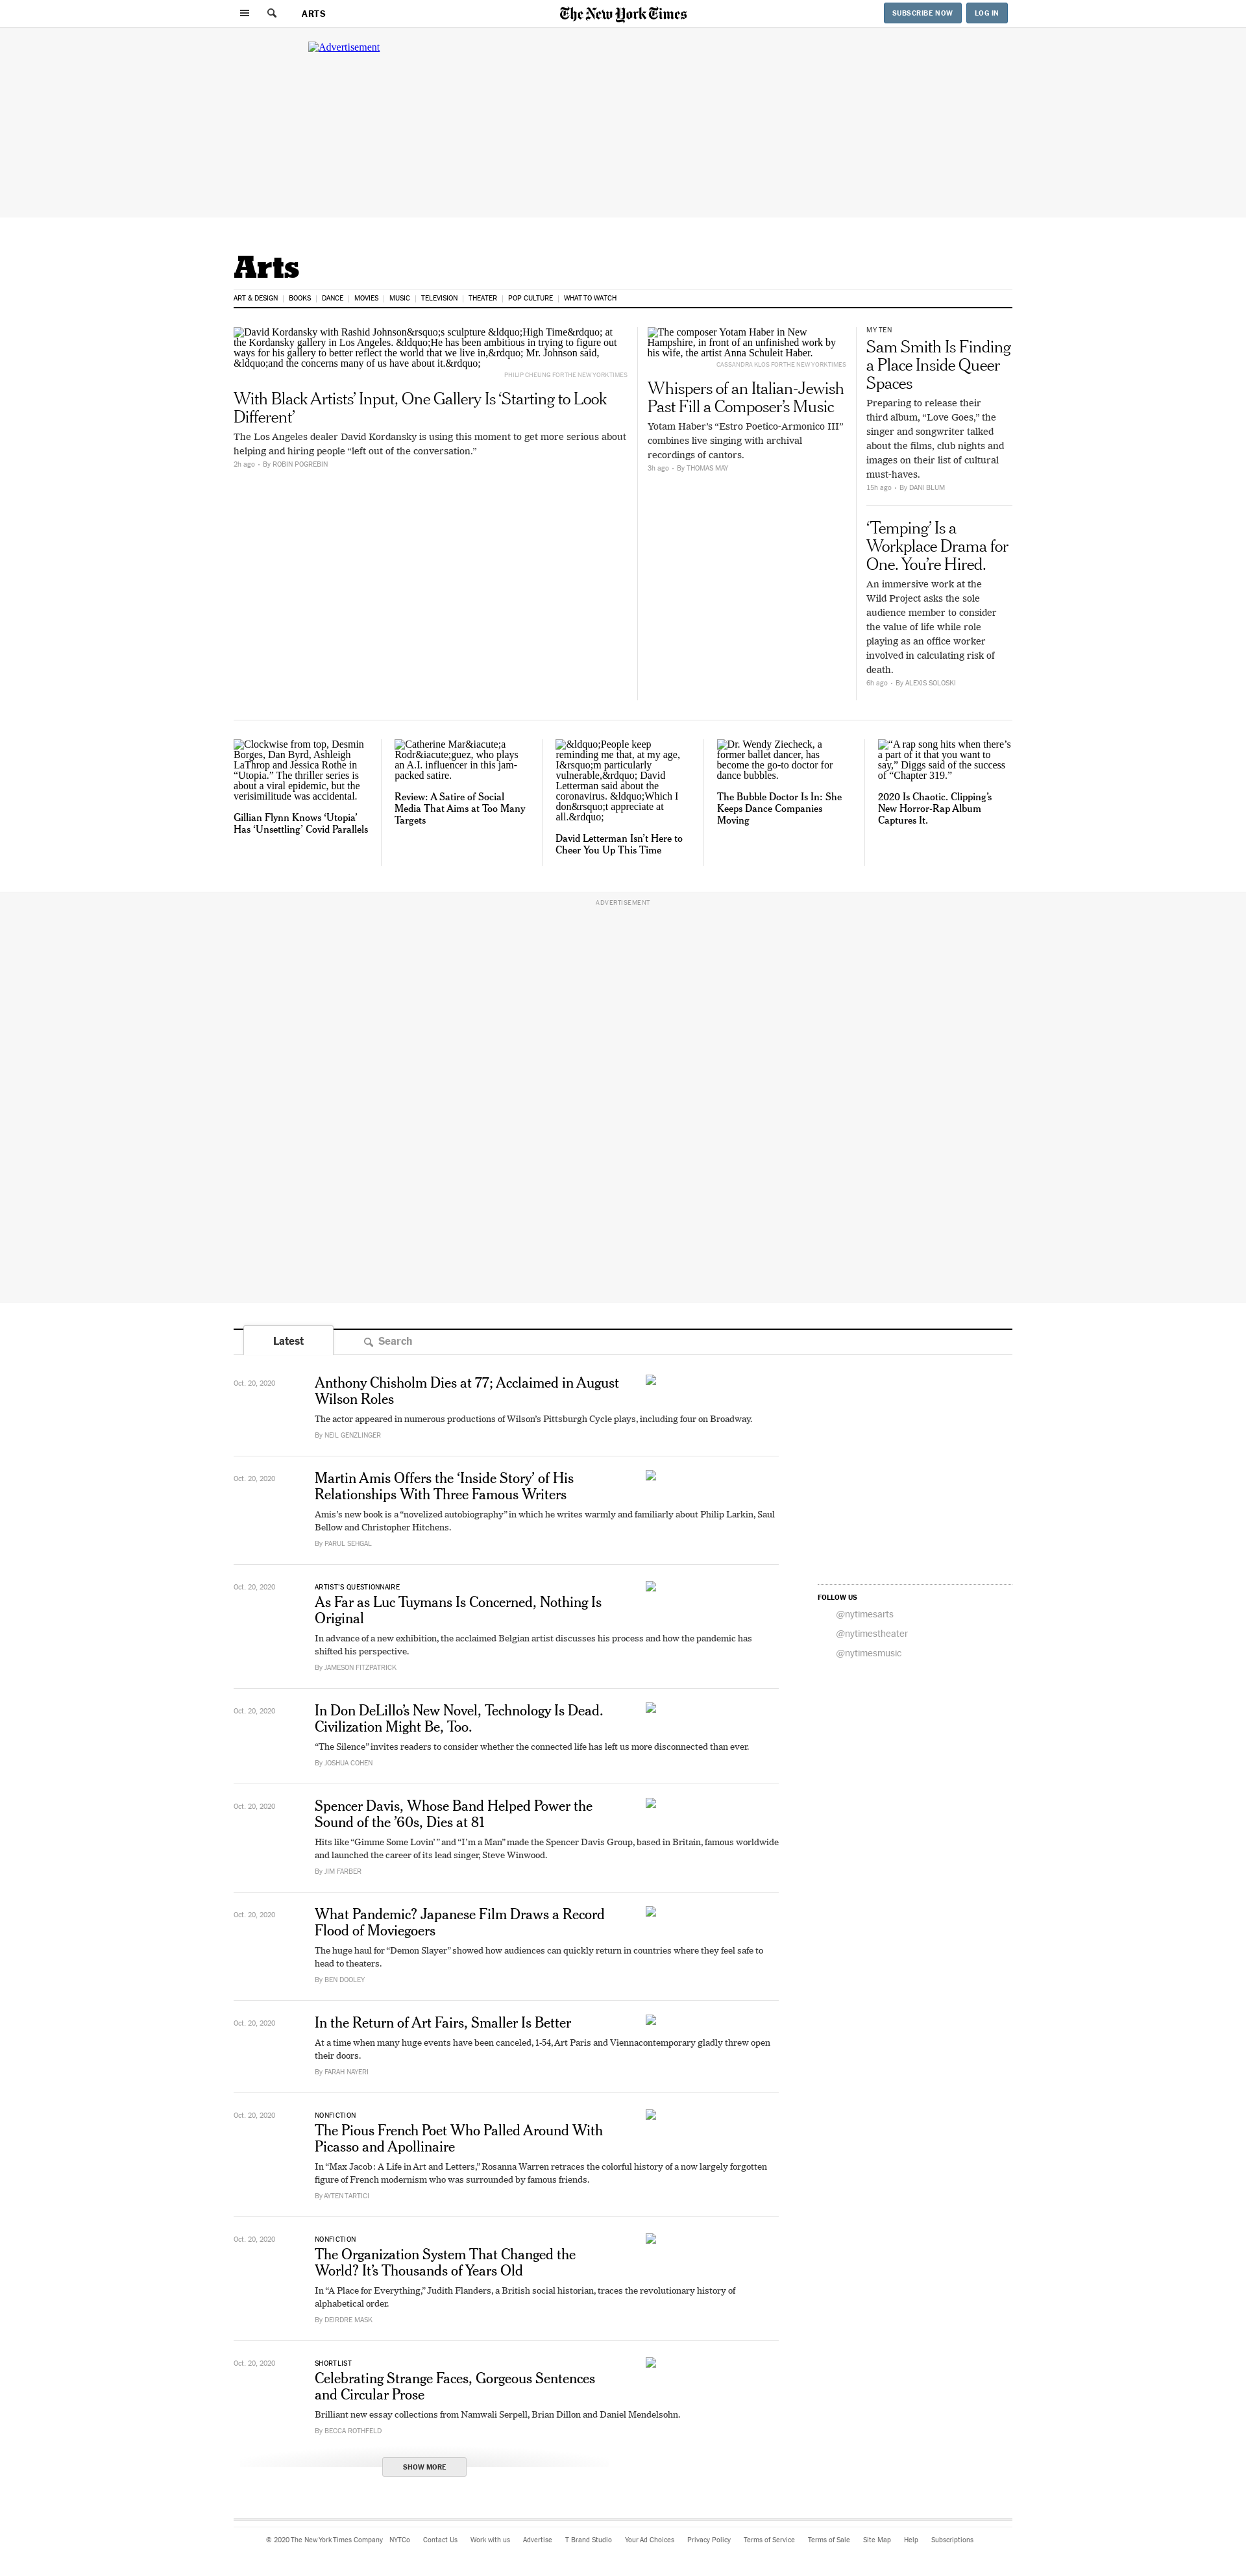 ARTS
The New York Times
SUBSCRIBE NOW
LOG IN
Advertisement
Arts
ART & DESIGN
BOOKS
DANCE
MOVIES
MUSIC
TELEVISION
THEATER
POP CULTURE
WHAT TO WATCH
David Kordansky with Rashid Johnson&rsquo;s sculpture &ldquo;High Time&rdquo; at
the Kordansky gallery in Los Angeles. &ldquo;He has been ambitious in trying to figure out
ways for his gallery to better reflect the world that we live in,&rdquo; Mr. Johnson said,
&ldquo;and the concerns many of us have about it.&rdquo;
PHILIP CHEUNG FOR THE NEW YORK TIMES
With Black Artists’ Input, One Gallery Is ‘Starting to Look
Different’
The Los Angeles dealer David Kordansky is using this moment to get more serious about
helping and hiring people “left out of the conversation.”
2h ago - By ROBIN POGREBIN
The composer Yotam Haber in New
Hampshire, in front of an unfinished work by
his wife, the artist Anna Schuleit Haber.
CASSANDRA KLOS FOR THE NEW YORK TIMES
Whispers of an Italian-Jewish
Past Fill a Composer’s Music
Yotam Haber’s “Estro Poetico-Armonico III”
combines live singing with archival
recordings of cantors.
3h ago - By THOMAS MAY
MY TEN
Sam Smith Is Finding
a Place Inside Queer
Spaces
Preparing to release their
third album, “Love Goes,” the
singer and songwriter talked
about the films, club nights and
images on their list of cultural
must-haves.
15h ago - By DANI BLUM
‘Temping’ Is a
Workplace Drama for
One. You’re Hired.
An immersive work at the
Wild Project asks the sole
audience member to consider
the value of life while role
playing as an office worker
involved in calculating risk of
death.
6h ago - By ALEXIS SOLOSKI
Clockwise from top, Desmin
Borges, Dan Byrd, Ashleigh
LaThrop and Jessica Rothe in
“Utopia.” The thriller series is
about a viral epidemic, but the
verisimilitude was accidental.
Gillian Flynn Knows ‘Utopia’
Has ‘Unsettling’ Covid Parallels
Catherine Mar&iacute;a
Rodr&iacute;guez, who plays
an A.I. influencer in this jam-
packed satire.
Review: A Satire of Social
Media That Aims at Too Many
Targets
&ldquo;People keep
reminding me that, at my age,
I&rsquo;m particularly
vulnerable,&rdquo; David
Letterman said about the
coronavirus. &ldquo;Which I
don&rsquo;t appreciate at
all.&rdquo;
David Letterman Isn’t Here to
Cheer You Up This Time
Dr. Wendy Ziecheck, a
former ballet dancer, has
become the go-to doctor for
dance bubbles.
The Bubble Doctor Is In: She
Keeps Dance Companies
Moving
“A rap song hits when there’s
a part of it that you want to
say,” Diggs said of the success
of “Chapter 319.”
2020 Is Chaotic. Clipping’s
New Horror-Rap Album
Captures It.
ADVERTISEMENT
Latest
Search
Oct. 20, 2020
Anthony Chisholm Dies at 77; Acclaimed in August
Wilson Roles
The actor appeared in numerous productions of Wilson’s Pittsburgh Cycle plays, including four on Broadway.
By NEIL GENZLINGER
Oct. 20, 2020
Martin Amis Offers the ‘Inside Story’ of His
Relationships With Three Famous Writers
Amis’s new book is a “novelized autobiography” in which he writes warmly and familiarly about Philip Larkin, Saul
Bellow and Christopher Hitchens.
By PARUL SEHGAL
Oct. 20, 2020
ARTIST’S QUESTIONNAIRE
As Far as Luc Tuymans Is Concerned, Nothing Is
Original
In advance of a new exhibition, the acclaimed Belgian artist discusses his process and how the pandemic has
shifted his perspective.
By JAMESON FITZPATRICK
FOLLOW US
@nytimesarts
@nytimestheater
@nytimesmusic
Oct. 20, 2020
In Don DeLillo’s New Novel, Technology Is Dead.
Civilization Might Be, Too.
“The Silence” invites readers to consider whether the connected life has left us more disconnected than ever.
By JOSHUA COHEN
Oct. 20, 2020
Spencer Davis, Whose Band Helped Power the
Sound of the ’60s, Dies at 81
Hits like “Gimme Some Lovin’ ” and “I’m a Man” made the Spencer Davis Group, based in Britain, famous worldwide
and launched the career of its lead singer, Steve Winwood.
By JIM FARBER
Oct. 20, 2020
What Pandemic? Japanese Film Draws a Record
Flood of Moviegoers
The huge haul for “Demon Slayer” showed how audiences can quickly return in countries where they feel safe to
head to theaters.
By BEN DOOLEY
Oct. 20, 2020
In the Return of Art Fairs, Smaller Is Better
At a time when many huge events have been canceled, 1-54, Art Paris and Viennacontemporary gladly threw open
their doors.
By FARAH NAYERI
Oct. 20, 2020
NONFICTION
The Pious French Poet Who Palled Around With
Picasso and Apollinaire
In “Max Jacob: A Life in Art and Letters,” Rosanna Warren retraces the colorful history of a now largely forgotten
figure of French modernism who was surrounded by famous friends.
By AYTEN TARTICI
Oct. 20, 2020
NONFICTION
The Organization System That Changed the
World? It’s Thousands of Years Old
In “A Place for Everything,” Judith Flanders, a British social historian, traces the revolutionary history of
alphabetical order.
By DEIRDRE MASK
Oct. 20, 2020
SHORTLIST
Celebrating Strange Faces, Gorgeous Sentences
and Circular Prose
Brilliant new essay collections from Namwali Serpell, Brian Dillon and Daniel Mendelsohn.
By BECCA ROTHFELD
SHOW MORE
© 2020 The New York Times Company
NYTCo
Contact Us
Work with us
Advertise
T Brand Studio
Your Ad Choices
Privacy Policy
Terms of Service
Terms of Sale
Site Map
Help
Subscriptions